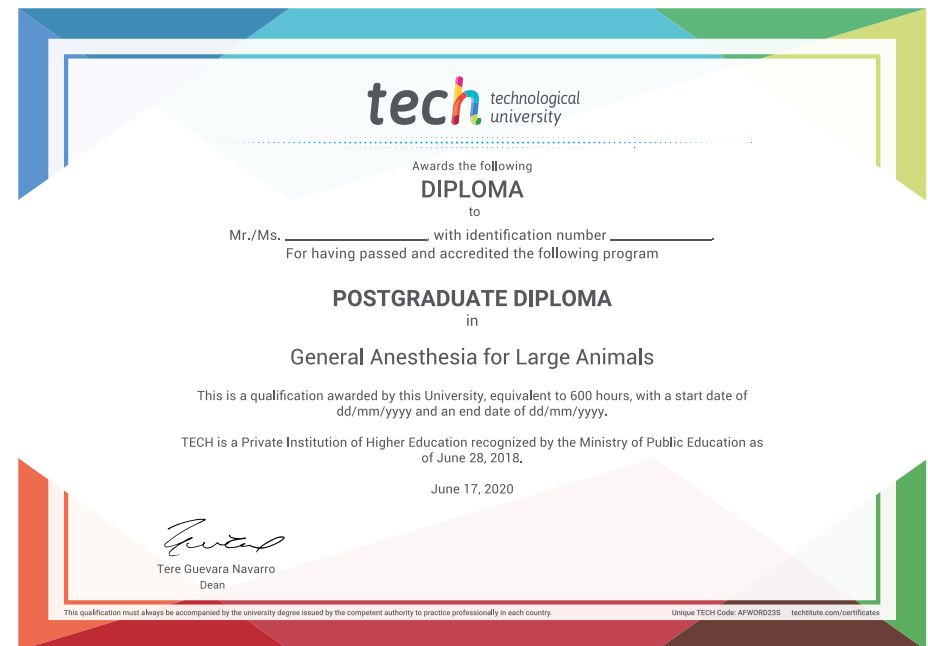 tech technological
university
Awards the following
DIPLOMA
to
Mr./Ms. ____________________, with identification number ______________.
For having passed and accredited the following program
POSTGRADUATE DIPLOMA
in
General Anesthesia for Large Animals
This is a qualification awarded by this University, equivalent to 600 hours, with a start date of
dd/mm/yyyy and an end date of dd/mm/yyyy.
TECH is a Private Institution of Higher Education recognized by the Ministry of Public Education as
of June 28, 2018.
June 17, 2020
Tere Guevara Navarro
Dean
This qualification must always be accompanied by the university degree issued by the competent authority to practice professionally in each country. Unique TECH Code: AFWORD23S techtitute.com/certificates